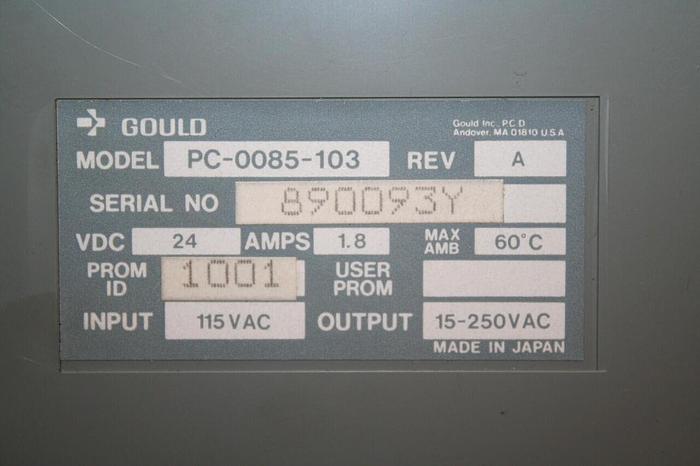 GOULD
Gould Inc., P.C.D
Andover, MA 01810 U.S.A
MODEL PC-0085-103 REV A
SERIAL NO 890093Y
VDC 24 AMPS 1.8 MAX AMB 60°C
PROM ID 1001 USER PROM
INPUT 115VAC OUTPUT 15-250VAC
MADE IN JAPAN